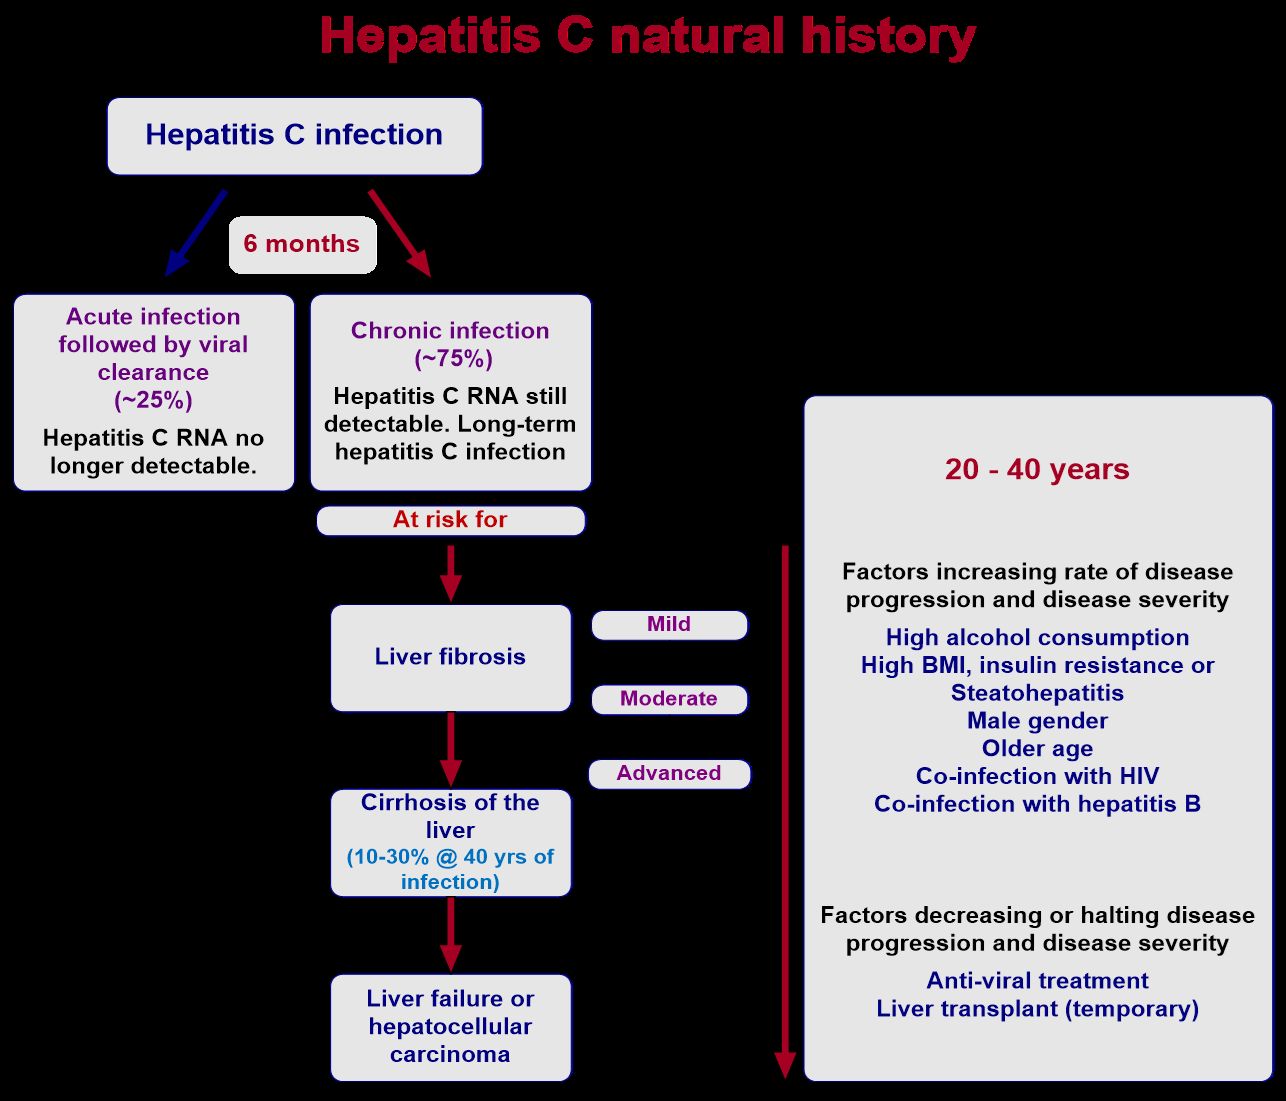 Hepatitis C natural history
Hepatitis C infection
6 months
Acute infection
followed by viral
clearance
(~25%)
Hepatitis C RNA no
longer detectable.
Chronic infection
(~75%)
Hepatitis C RNA still
detectable. Long-term
hepatitis C infection
At risk for
Liver fibrosis
Mild
Moderate
Advanced
Cirrhosis of the
liver
(10-30% @ 40 yrs of
infection)
Liver failure or
hepatocellular
carcinoma
20 - 40 years
Factors increasing rate of disease
progression and disease severity
High alcohol consumption
High BMI, insulin resistance or
Steatohepatitis
Male gender
Older age
Co-infection with HIV
Co-infection with hepatitis B
Factors decreasing or halting disease
progression and disease severity
Anti-viral treatment
Liver transplant (temporary)